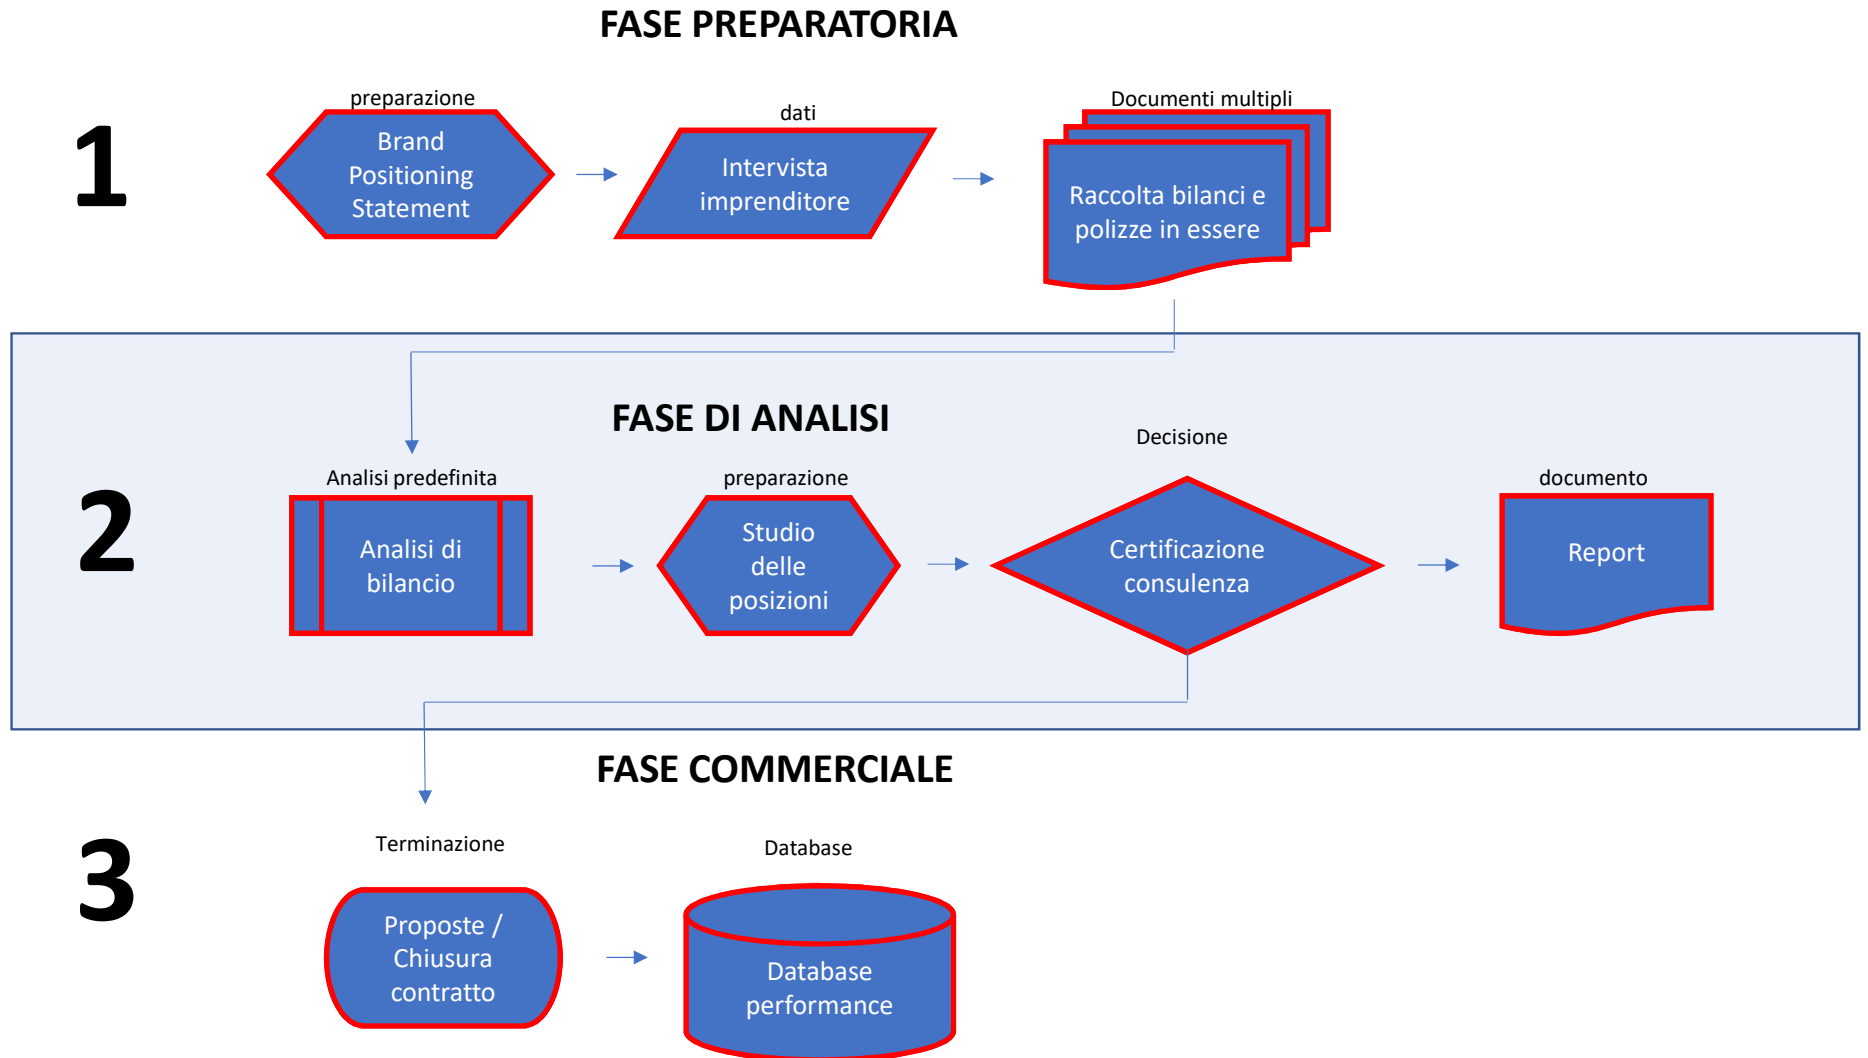 FASE PREPARATORIA
1
preparazione
Brand
Positioning
Statement
dati
Intervista
imprenditore
Documenti multipli
Raccolta bilanci e
polizze in essere
FASE DI ANALISI
2
Analisi predefinita
Analisi di
bilancio
preparazione
Studio
delle
posizioni
Decisione
Certificazione
consulenza
documento
Report
FASE COMMERCIALE
3
Terminazione
Proposte /
Chiusura
contratto
Database
Database
performance